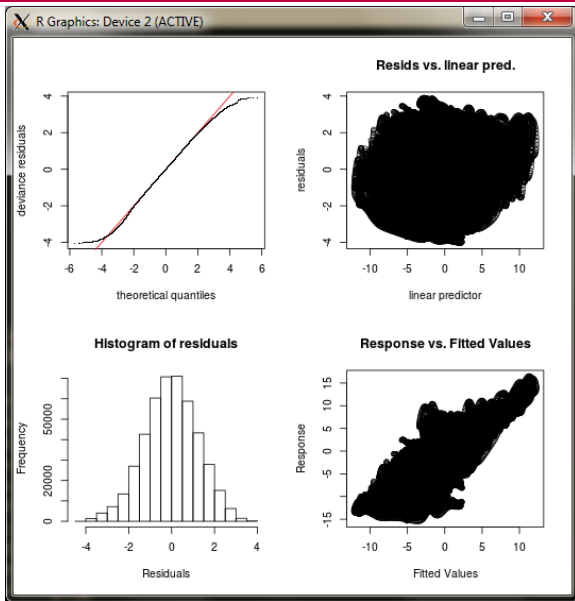 R Graphics: Device 2 (ACTIVE)
deviance residuals
4
2
0
-2
-4
-6 -4 -2 0 2 4 6
theoretical quantiles
Resids vs. linear pred.
residuals
4
2
0
-2
-4
-10 -5 0 5 10
linear predictor
Histogram of residuals
Frequency
50000
20000
0
-4 -2 0 2 4
Residuals
Response vs. Fitted Values
Response
15
10
5
0
-5
-15
-10 -5 0 5 10
Fitted Values